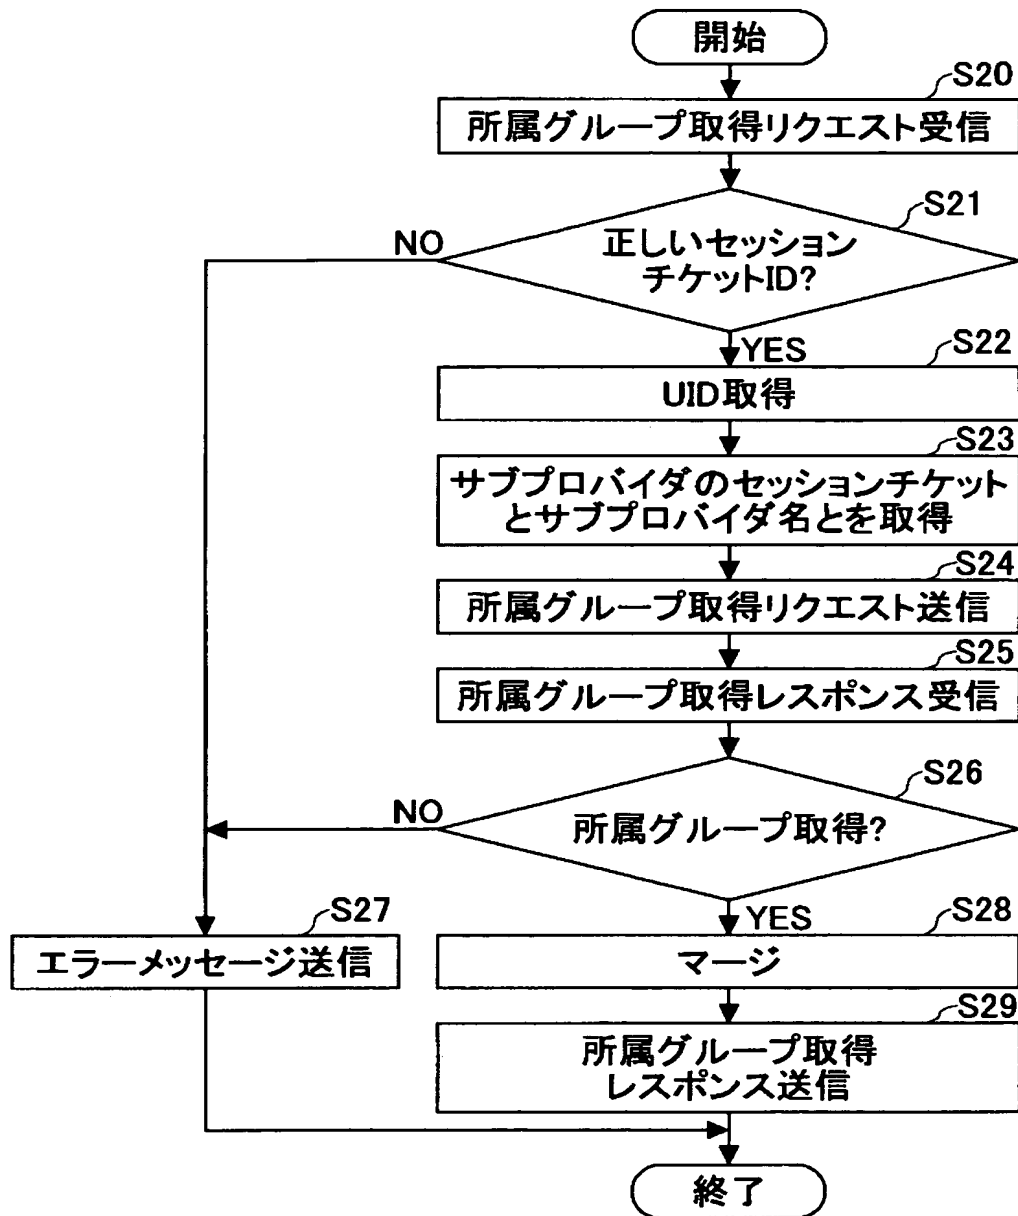 開始
S20
所属グループ取得リクエスト受信
S21
正しいセッション
チケットID?
NO
YES
S22
UID取得
S23
サブプロバイダのセッションチケット
とサブプロバイダ名とを取得
S24
所属グループ取得リクエスト送信
S25
所属グループ取得レスポンス受信
S26
所属グループ取得?
NO
YES
S27
エラーメッセージ送信
S28
マージ
S29
所属グループ取得
レスポンス送信
終了